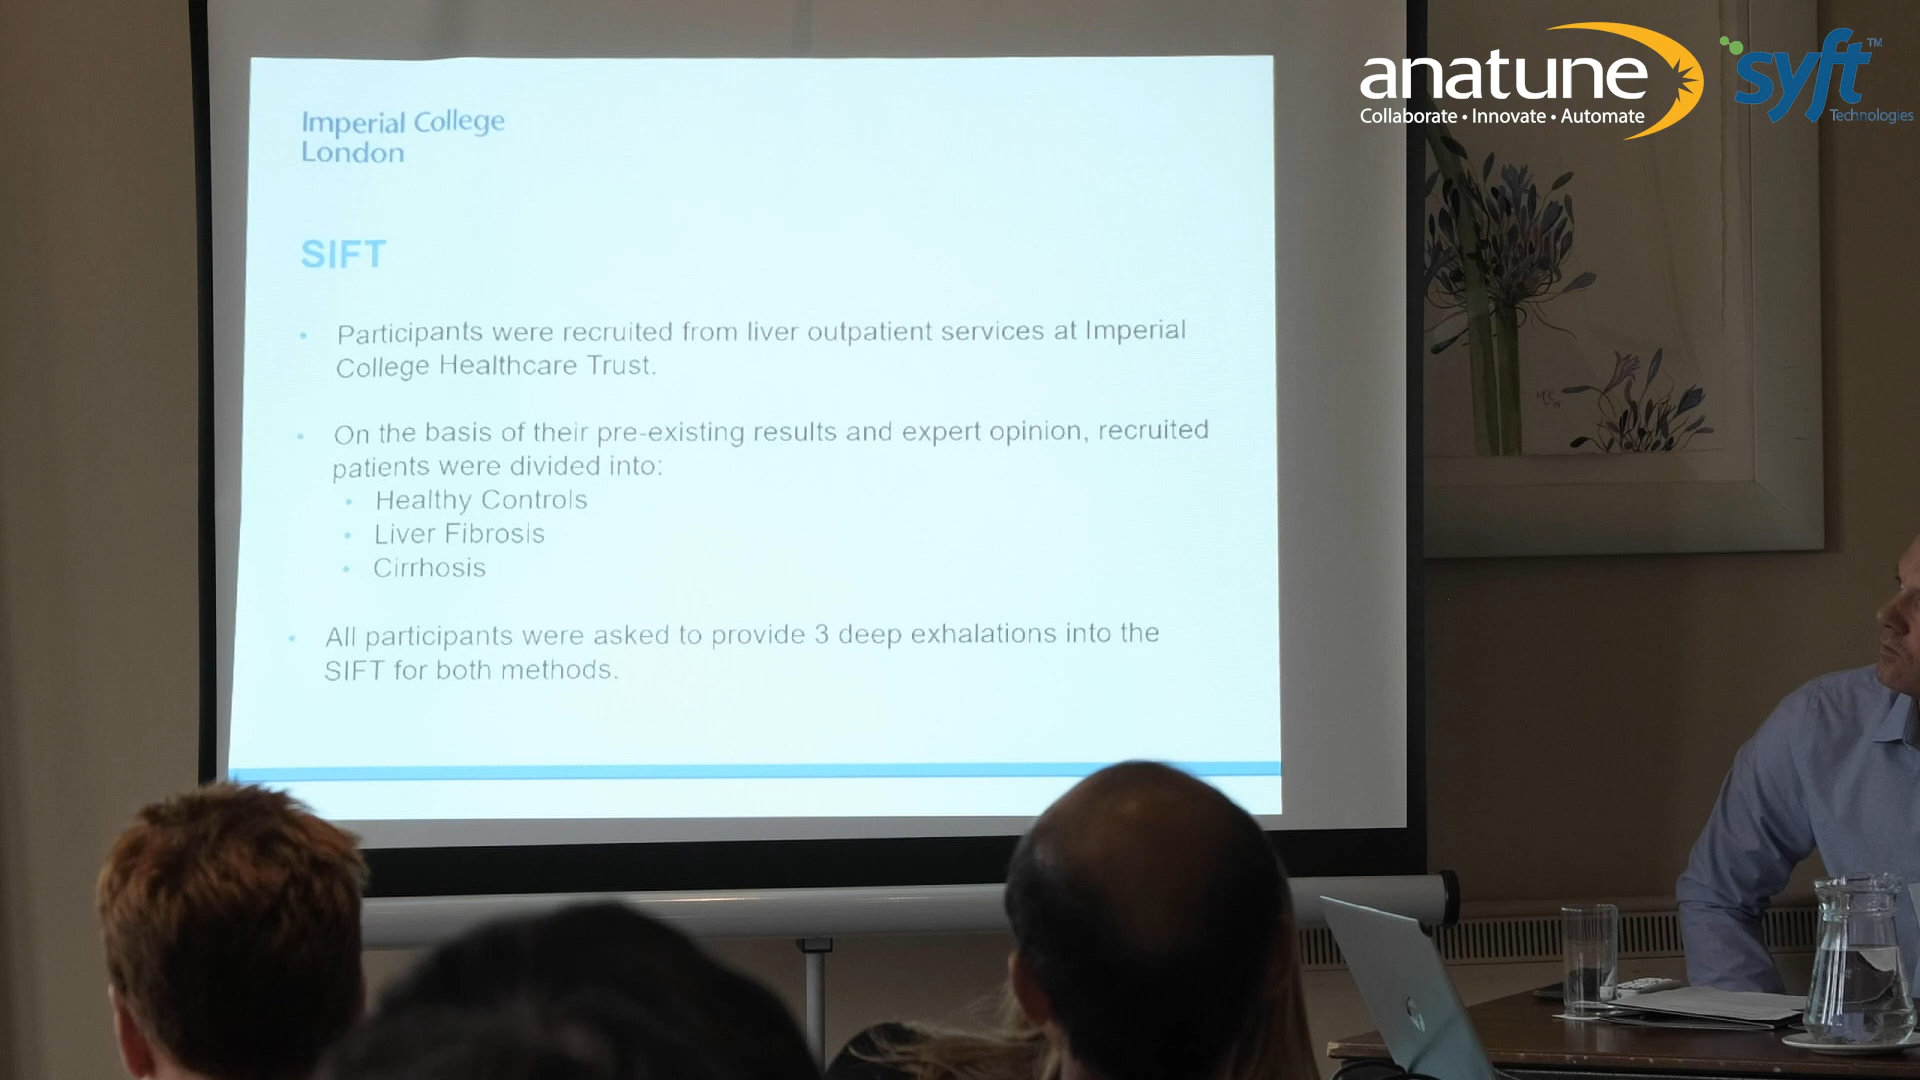 Imperial College
London
SIFT
• Participants were recruited from liver outpatient services at Imperial
College Healthcare Trust.
• On the basis of their pre-existing results and expert opinion, recruited
patients were divided into:
• Healthy Controls
• Liver Fibrosis
• Cirrhosis
• All participants were asked to provide 3 deep exhalations into the
SIFT for both methods.
anatune
Collaborate • Innovate • Automate
syft™
Technologies